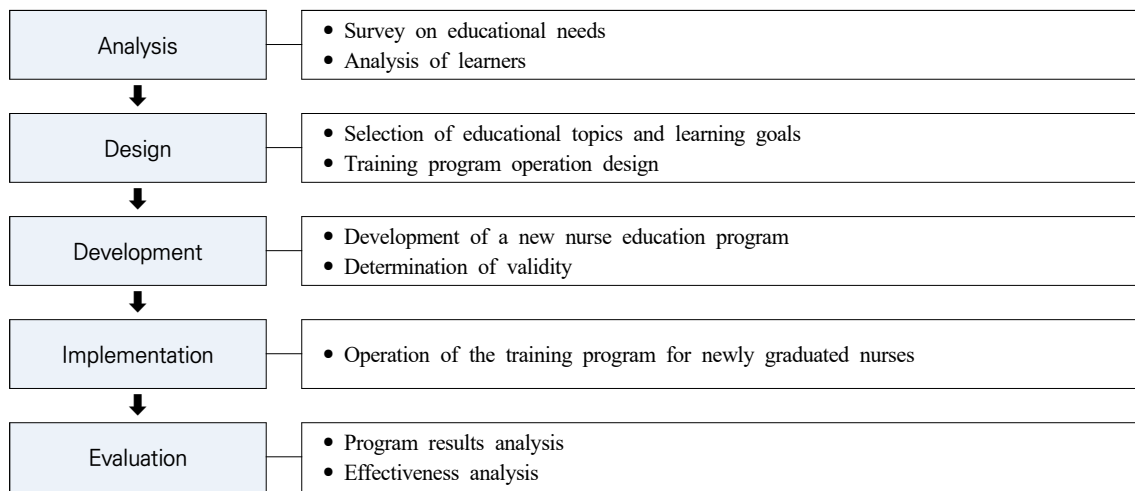 Analysis
• Survey on educational needs
• Analysis of learners
Design
• Selection of educational topics and learning goals
• Training program operation design
Development
• Development of a new nurse education program
• Determination of validity
Implementation
• Operation of the training program for newly graduated nurses
Evaluation
• Program results analysis
• Effectiveness analysis